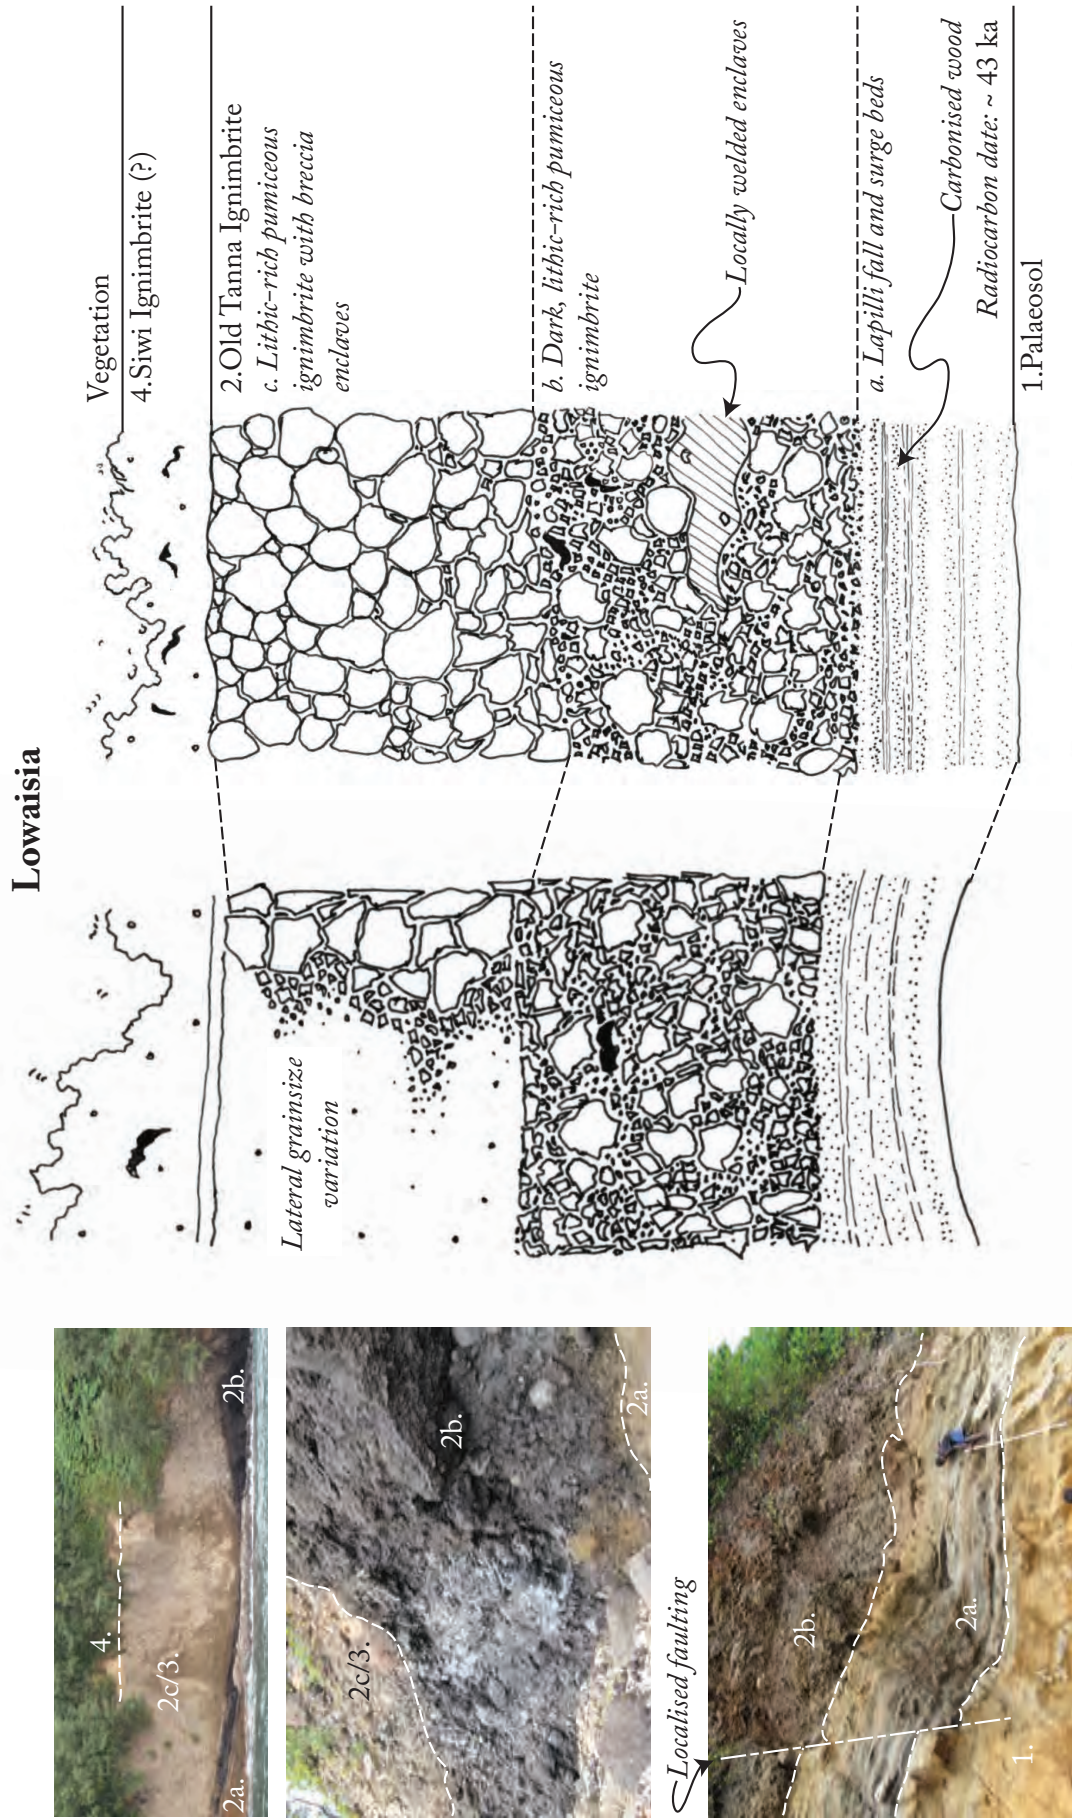 Lowaisia
Vegetation
4.Siwi Ignimbrite (?)
2.Old Tanna Ignimbrite
c. Lithic-rich pumiceous
ignimbrite with breccia
enclaves
b. Dark, lithic-rich pumiceous
ignimbrite
Locally welded enclaves
a. Lapilli fall and surge beds
Carbonised wood
Radiocarbon date: ~ 43 ka
1.Palaeosol
Lateral grainsize
variation
4.
2c/3.
2b.
2a.
2c/3.
2b.
2a.
Localised faulting
2b.
2a.
1.